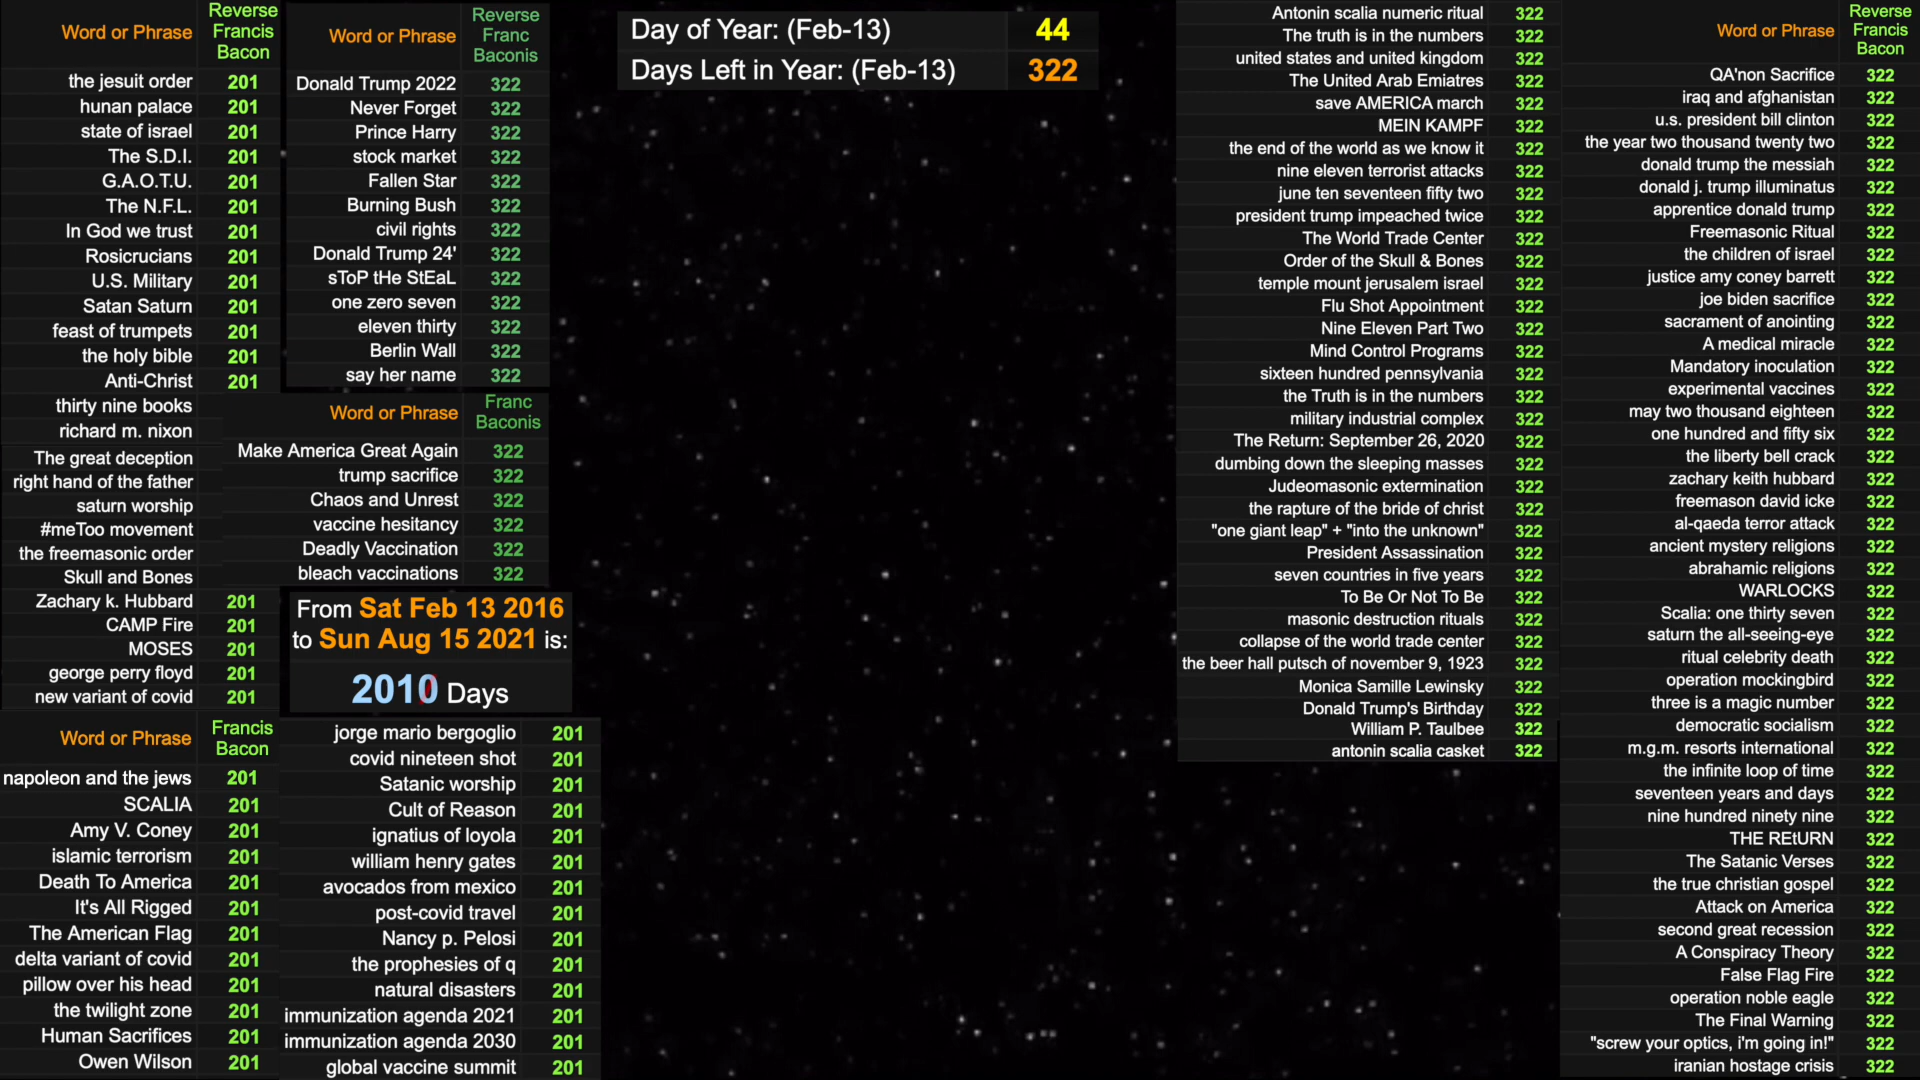 Word or Phrase Reverse Francis Bacon
the jesuit order 201
hunan palace 201
state of israel 201
The S.D.I. 201
G.A.O.T.U. 201
The N.F.L. 201
In God we trust 201
Rosicrucians 201
U.S. Military 201
Satan Saturn 201
feast of trumpets 201
the holy bible 201
Anti-Christ 201
thirty nine books
richard m. nixon
The great deception
right hand of the father
saturn worship
#meToo movement
the freemasonic order
Skull and Bones
Zachary k. Hubbard 201
CAMP Fire 201
MOSES 201
george perry floyd 201
new variant of covid 201
Word or Phrase Francis Bacon
napoleon and the jews 201
SCALIA 201
Amy V. Coney 201
islamic terrorism 201
Death To America 201
It's All Rigged 201
The American Flag 201
delta variant of covid 201
pillow over his head 201
the twilight zone 201
Human Sacrifices 201
Owen Wilson 201
Word or Phrase Reverse Franc Baconis
Donald Trump 2022 322
Never Forget 322
Prince Harry 322
stock market 322
Fallen Star 322
Burning Bush 322
civil rights 322
Donald Trump 24' 322
sToP tHe StEaL 322
one zero seven 322
eleven thirty 322
Berlin Wall 322
say her name 322
Word or Phrase Franc Baconis
Make America Great Again 322
trump sacrifice 322
Chaos and Unrest 322
vaccine hesitancy 322
Deadly Vaccination 322
bleach vaccinations 322
From Sat Feb 13 2016
to Sun Aug 15 2021 is:
2010 Days
jorge mario bergoglio 201
covid nineteen shot 201
Satanic worship 201
Cult of Reason 201
ignatius of loyola 201
william henry gates 201
avocados from mexico 201
post-covid travel 201
Nancy p. Pelosi 201
the prophesies of q 201
natural disasters 201
immunization agenda 2021 201
immunization agenda 2030 201
global vaccine summit 201
Day of Year: (Feb-13) 44
Days Left in Year: (Feb-13) 322
Antonin scalia numeric ritual 322
The truth is in the numbers 322
united states and united kingdom 322
The United Arab Emiatres 322
save AMERICA march 322
MEIN KAMPF 322
the end of the world as we know it 322
nine eleven terrorist attacks 322
june ten seventeen fifty two 322
president trump impeached twice 322
The World Trade Center 322
Order of the Skull & Bones 322
temple mount jerusalem israel 322
Flu Shot Appointment 322
Nine Eleven Part Two 322
Mind Control Programs 322
sixteen hundred pennsylvania 322
the Truth is in the numbers 322
military industrial complex 322
The Return: September 26, 2020 322
dumbing down the sleeping masses 322
Judeomasonic extermination 322
the rapture of the bride of christ 322
"one giant leap" + "into the unknown" 322
President Assassination 322
seven countries in five years 322
To Be Or Not To Be 322
masonic destruction rituals 322
collapse of the world trade center 322
the beer hall putsch of november 9, 1923 322
Monica Samille Lewinsky 322
Donald Trump's Birthday 322
William P. Taulbee 322
antonin scalia casket 322
Word or Phrase Reverse Francis Bacon
QA'non Sacrifice 322
iraq and afghanistan 322
u.s. president bill clinton 322
the year two thousand twenty two 322
donald trump the messiah 322
donald j. trump illuminatus 322
apprentice donald trump 322
Freemasonic Ritual 322
the children of israel 322
justice amy coney barrett 322
joe biden sacrifice 322
sacrament of anointing 322
A medical miracle 322
Mandatory inoculation 322
experimental vaccines 322
may two thousand eighteen 322
one hundred and fifty six 322
the liberty bell crack 322
zachary keith hubbard 322
freemason david icke 322
al-qaeda terror attack 322
ancient mystery religions 322
abrahamic religions 322
WARLOCKS 322
Scalia: one thirty seven 322
saturn the all-seeing-eye 322
ritual celebrity death 322
operation mockingbird 322
three is a magic number 322
democratic socialism 322
m.g.m. resorts international 322
the infinite loop of time 322
seventeen years and days 322
nine hundred ninety nine 322
THE REtURN 322
The Satanic Verses 322
the true christian gospel 322
Attack on America 322
second great recession 322
A Conspiracy Theory 322
False Flag Fire 322
operation noble eagle 322
The Final Warning 322
"screw your optics, i'm going in!" 322
iranian hostage crisis 322